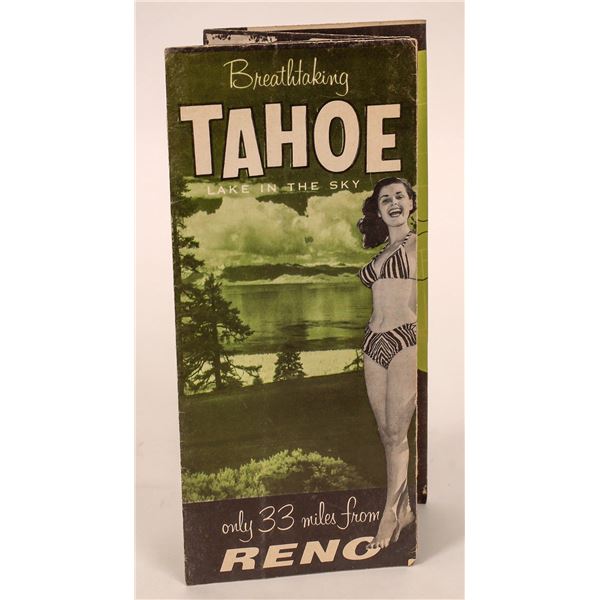 Breathtaking
TAHOE
LAKE IN THE SKY
only 33 miles from
RENO